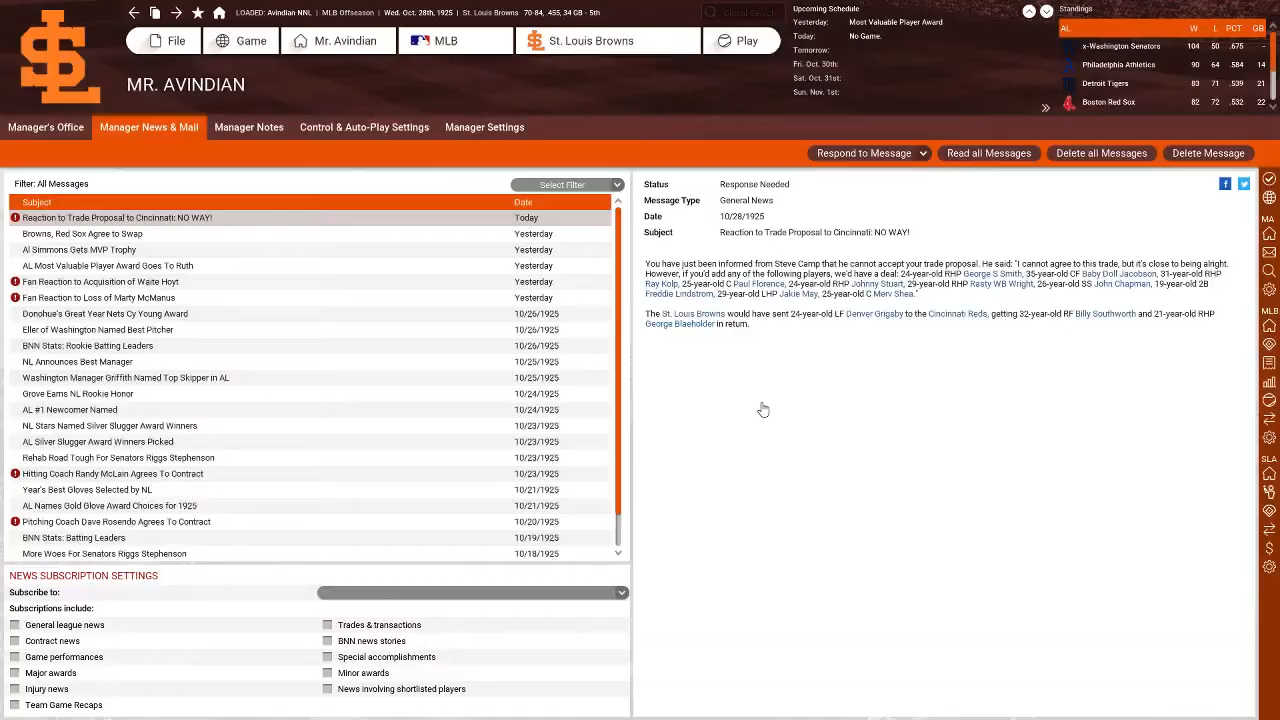 LOADED: Avindian NNL | MLB Offseason | Wed. Oct. 28th, 1925 | St. Louis Browns 70-84, .455, 34 GB - 5th
Global Search...
File
Game
Mr. Avindian
MLB
St. Louis Browns
Play
MR. AVINDIAN
Upcoming Schedule
Yesterday: Most Valuable Player Award
Today: No Game.
Tomorrow:
Fri. Oct. 30th:
Sat. Oct. 31st:
Sun. Nov. 1st:
Standings
AL W L PCT GB
x-Washington Senators 104 50 .675 -
Philadelphia Athletics 90 64 .584 14
Detroit Tigers 83 71 .539 21
Boston Red Sox 82 72 .532 22
Manager's Office
Manager News & Mail
Manager Notes
Control & Auto-Play Settings
Manager Settings
Respond to Message
Read all Messages
Delete all Messages
Delete Message
Filter: All Messages
Select Filter
Subject Date
Reaction to Trade Proposal to Cincinnati: NO WAY! Today
Browns, Red Sox Agree to Swap Yesterday
Al Simmons Gets MVP Trophy Yesterday
AL Most Valuable Player Award Goes To Ruth Yesterday
Fan Reaction to Acquisition of Waite Hoyt Yesterday
Fan Reaction to Loss of Marty McManus Yesterday
Donohue's Great Year Nets Cy Young Award 10/26/1925
Eller of Washington Named Best Pitcher 10/26/1925
BNN Stats: Rookie Batting Leaders 10/26/1925
NL Announces Best Manager 10/25/1925
Washington Manager Griffith Named Top Skipper in AL 10/25/1925
Grove Earns NL Rookie Honor 10/24/1925
AL #1 Newcomer Named 10/24/1925
NL Stars Named Silver Slugger Award Winners 10/23/1925
AL Silver Slugger Award Winners Picked 10/23/1925
Rehab Road Tough For Senators Riggs Stephenson 10/23/1925
Hitting Coach Randy McLain Agrees To Contract 10/23/1925
Year's Best Gloves Selected by NL 10/21/1925
AL Names Gold Glove Award Choices for 1925 10/21/1925
Pitching Coach Dave Rosendo Agrees To Contract 10/20/1925
BNN Stats: Batting Leaders 10/19/1925
More Woes For Senators Riggs Stephenson 10/18/1925
NEWS SUBSCRIPTION SETTINGS
Subscribe to:
Subscriptions include:
General league news
Trades & transactions
Contract news
BNN news stories
Game performances
Special accomplishments
Major awards
Minor awards
Injury news
News involving shortlisted players
Team Game Recaps
Status Response Needed
Message Type General News
Date 10/28/1925
Subject Reaction to Trade Proposal to Cincinnati: NO WAY!
You have just been informed from Steve Camp that he cannot accept your trade proposal. He said: "I cannot agree to this trade, but it's close to being alright.
However, if you'd add any of the following players, we'd have a deal: 24-year-old RHP George S Smith, 35-year-old CF Baby Doll Jacobson, 31-year-old RHP
Ray Kolp, 25-year-old C Paul Florence, 24-year-old RHP Johnny Stuart, 29-year-old RHP Rasty WB Wright, 26-year-old SS John Chapman, 19-year-old 2B
Freddie Lindstrom, 29-year-old LHP Jakie May, 25-year-old C Merv Shea."
The St. Louis Browns would have sent 24-year-old LF Denver Grigsby to the Cincinnati Reds, getting 32-year-old RF Billy Southworth and 21-year-old RHP
George Blaeholder in return.
MA
MLB
SLA